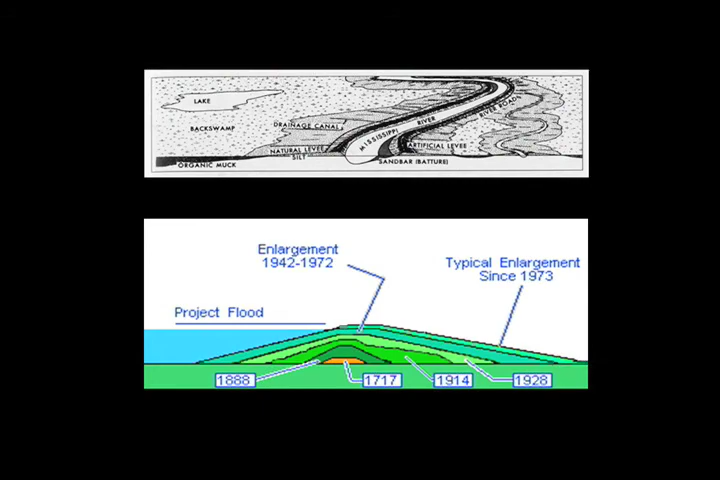 LAKE
BACKSWAMP
DRAINAGE CANAL
NATURAL LEVEE
SILT
ORGANIC MUCK
MISSISSIPPI
RIVER
RIVER ROADS
ARTIFICIAL LEVEE
SANDBAR (BATTURE)
Enlargement
1942-1972
Typical Enlargement
Since 1973
Project Flood
1888
1717
1914
1928